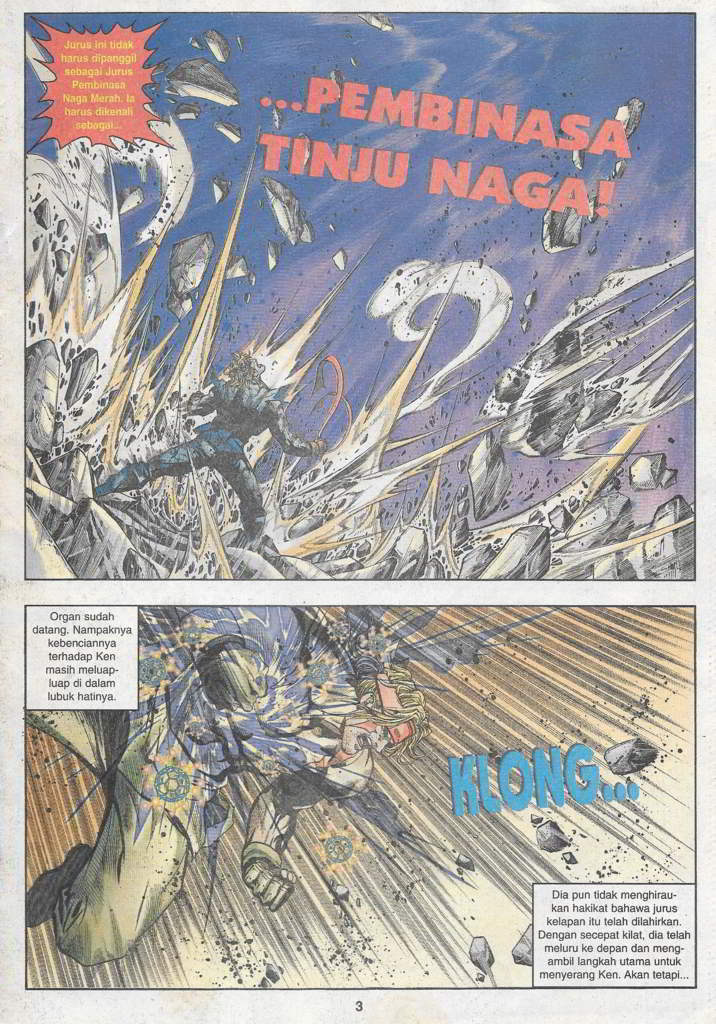 Jurus ini tidak
harus dipanggil
sebagai Jurus
Pembinasa
Naga Merah. Ia
harus dikenali
sebagai...
...PEMBINASA
TINJU NAGA!
Organ sudah
datang. Nampaknya
kebenciannya
terhadap Ken
masih meluap-
luap di dalam
lubuk hatinya.
KLONG...
Dia pun tidak menghirau-
kan hakikat bahawa jurus
kelapan itu telah dilahirkan.
Dengan secepat kilat, dia telah
meluru ke depan dan meng-
ambil langkah utama untuk
menyerang Ken. Akan tetapi...
3